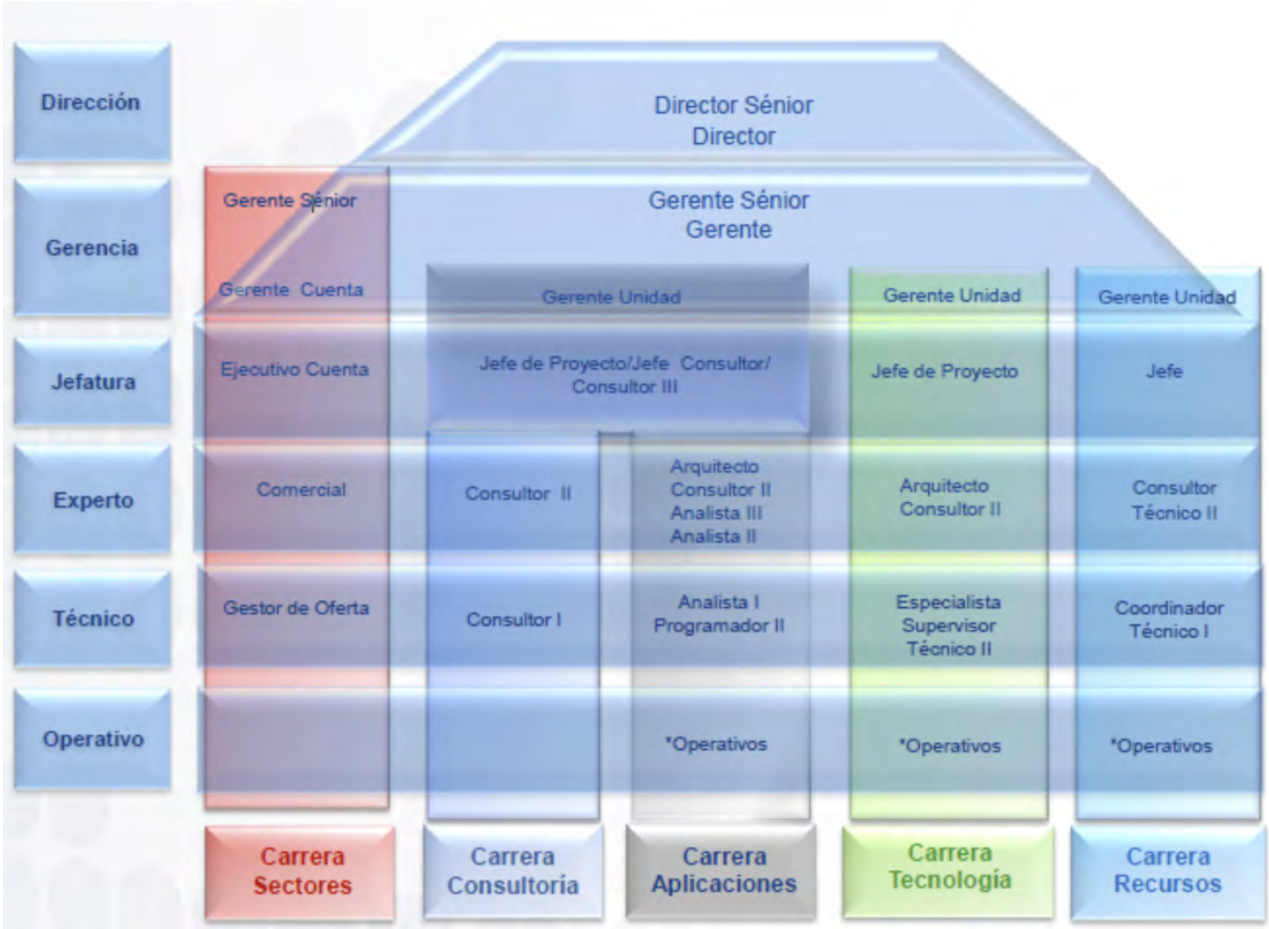 Dirección
Director Sénior
Director
Gerencia
Gerente Sénior
Gerente Cuenta
Gerente Sénior
Gerente
Gerente Unidad
Gerente Unidad
Gerente Unidad
Jefatura
Ejecutivo Cuenta
Jefe de Proyecto/Jefe Consultor/
Consultor III
Jefe de Proyecto
Jefe
Experto
Comercial
Consultor II
Arquitecto
Consultor II
Analista III
Analista II
Arquitecto
Consultor II
Consultor
Técnico II
Técnico
Gestor de Oferta
Consultor I
Analista I
Programador II
Especialista
Supervisor
Técnico II
Coordinador
Técnico I
Operativo
*Operativos
*Operativos
*Operativos
Carrera
Sectores
Carrera
Consultoría
Carrera
Aplicaciones
Carrera
Tecnología
Carrera
Recursos